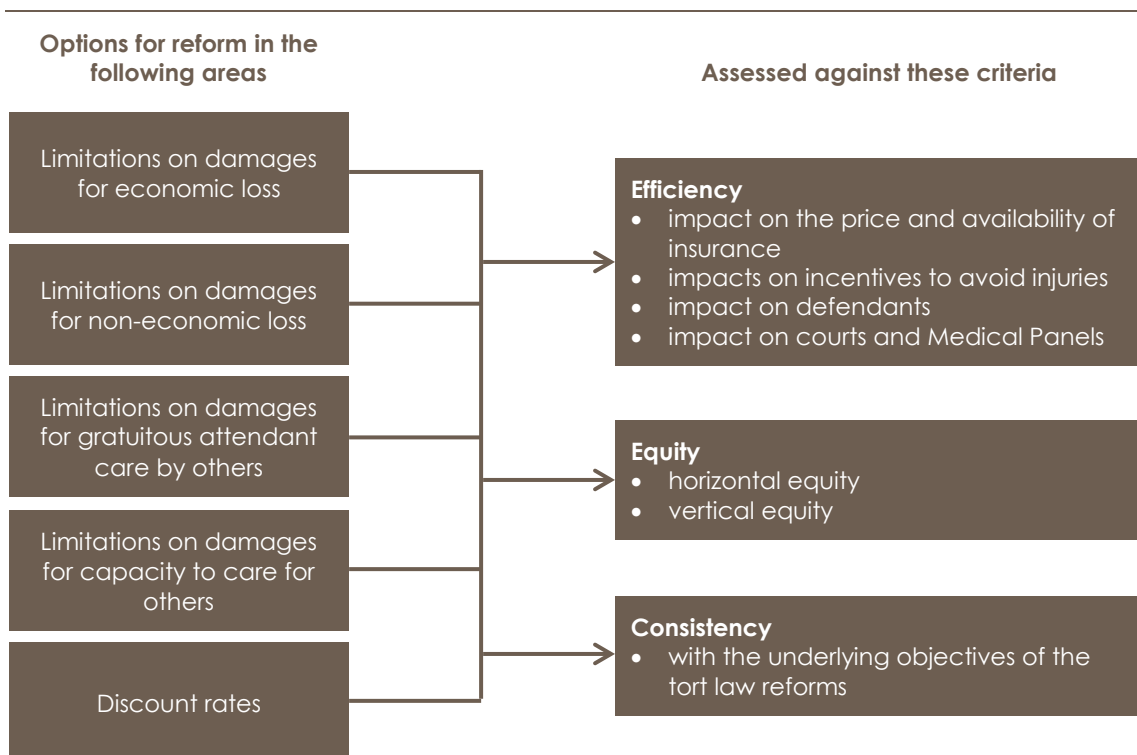 Options for reform in the
following areas
Assessed against these criteria
Limitations on damages
for economic loss
Limitations on damages
for non-economic loss
Limitations on damages
for gratuitous attendant
care by others
Limitations on damages
for capacity to care for
others
Discount rates
Efficiency
• impact on the price and availability of
insurance
• impacts on incentives to avoid injuries
• impact on defendants
• impact on courts and Medical Panels
Equity
• horizontal equity
• vertical equity
Consistency
• with the underlying objectives of the
tort law reforms